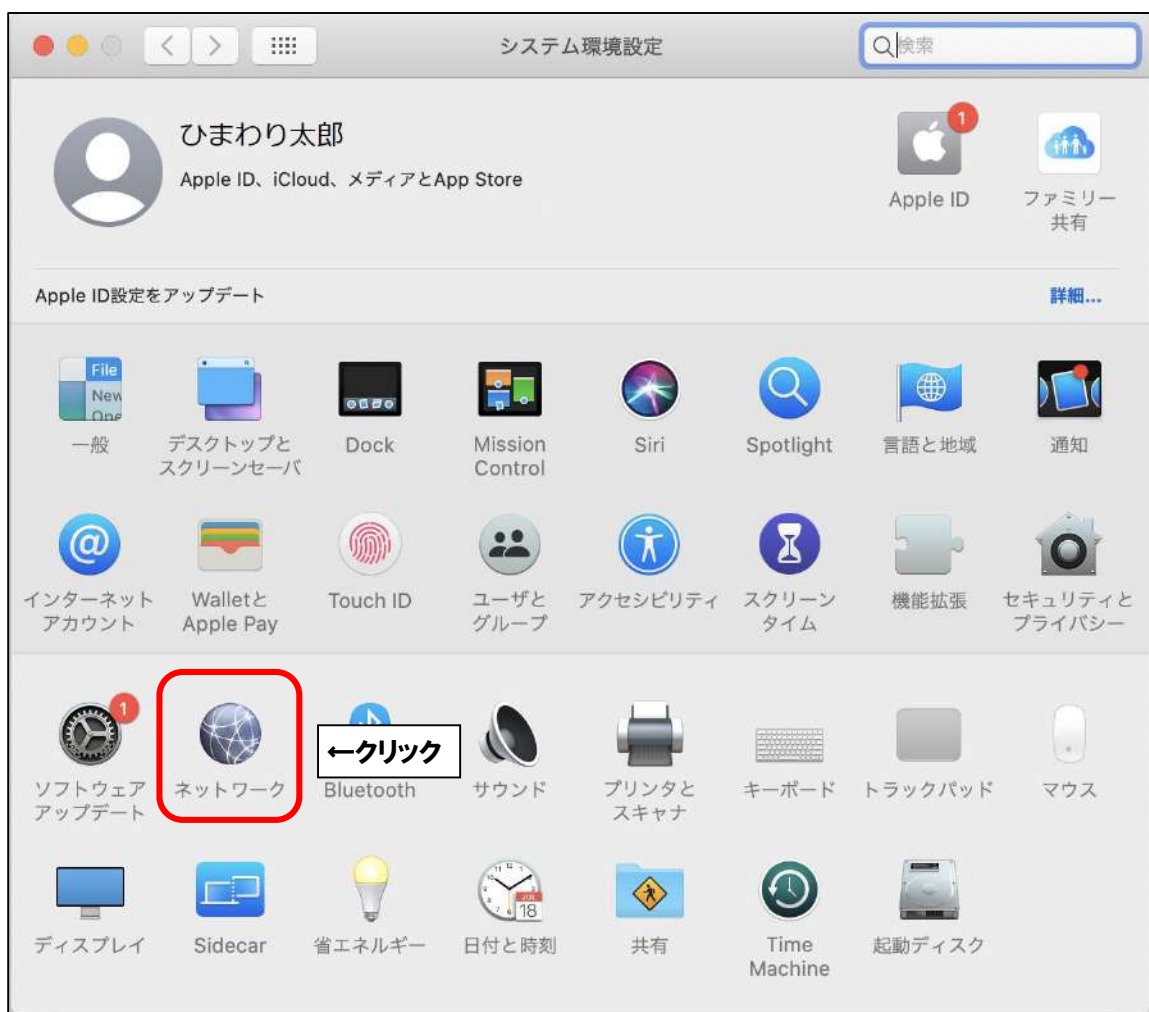 システム環境設定
検索
ひまわり太郎
Apple ID、iCloud、メディアとApp Store
1
Apple ID
ファミリー
共有
Apple ID設定をアップデート
詳細...
File
New
Ope
一般
デスクトップと
スクリーンセーバ
Dock
Mission
Control
Siri
Spotlight
言語と地域
通知
@
インターネット
アカウント
Walletと
Apple Pay
Touch ID
ユーザと
グループ
アクセシビリティ
スクリーン
タイム
機能拡張
セキュリティと
プライバシー
1
ソフトウェア
アップデート
ネットワーク
←クリック
Bluetooth
サウンド
プリンタと
スキャナ
キーボード
トラックパッド
マウス
ディスプレイ
Sidecar
省エネルギー
JUL
18
日付と時刻
共有
Time
Machine
起動ディスク